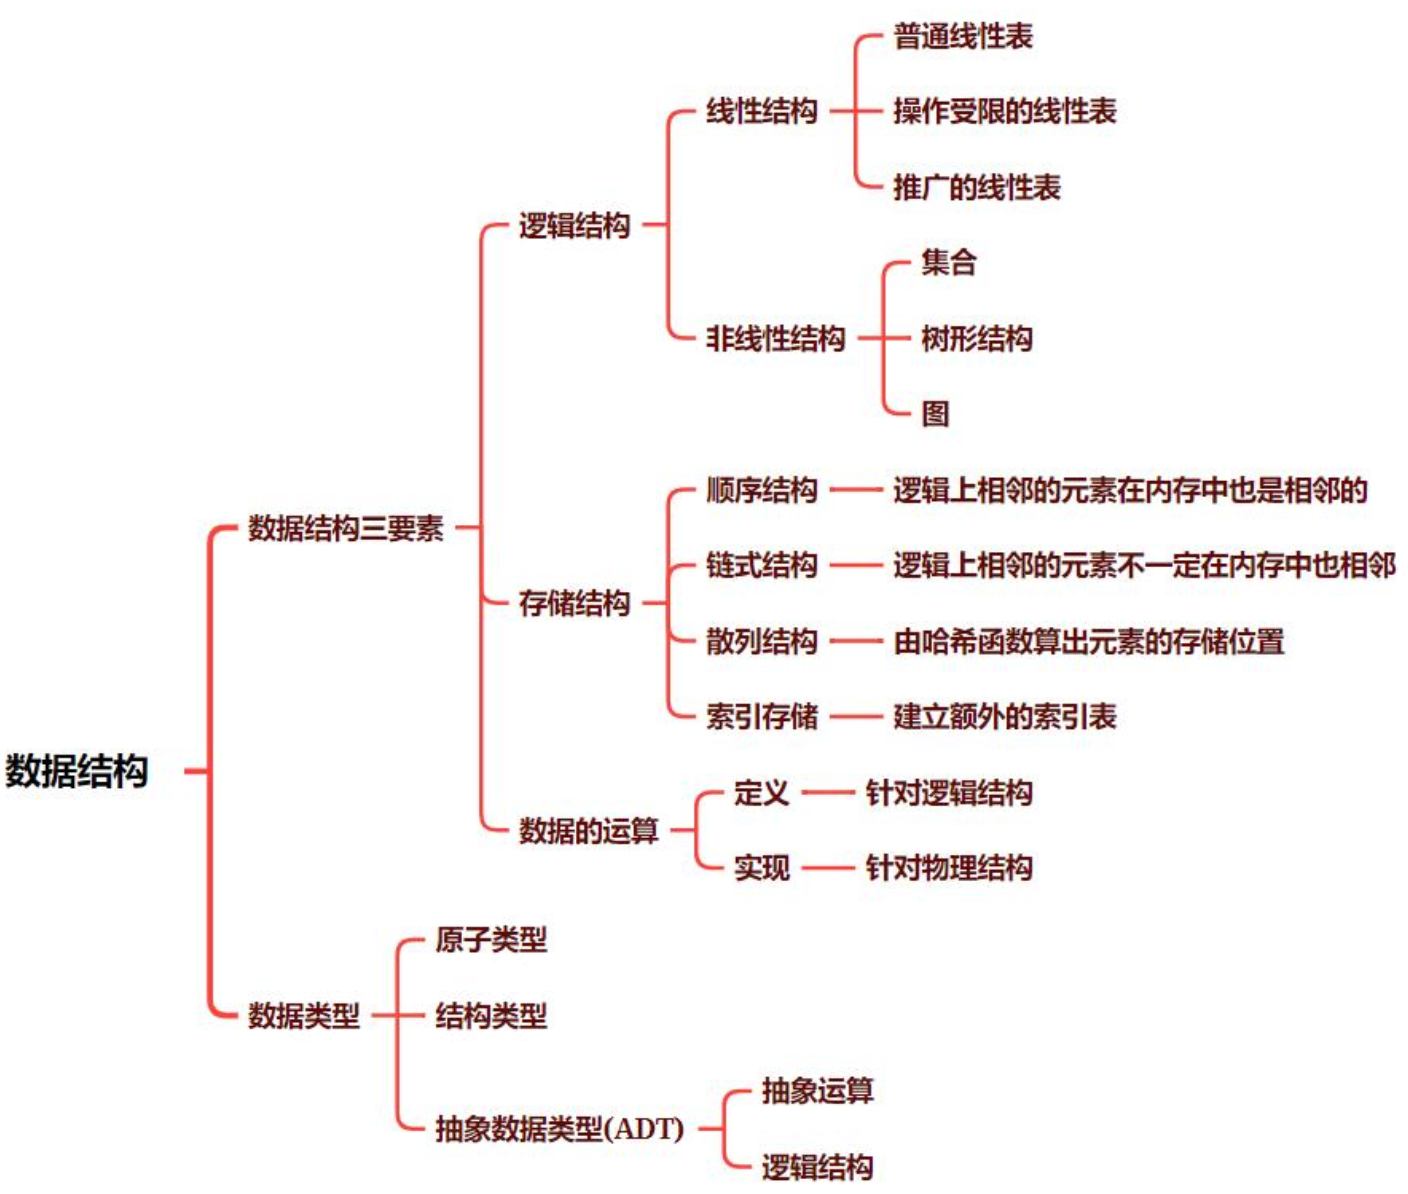 普通线性表
线性结构
操作受限的线性表
推广的线性表
逻辑结构
集合
非线性结构
树形结构
图
顺序结构
逻辑上相邻的元素在内存中也是相邻的
数据结构三要素
链式结构
逻辑上相邻的元素不一定在内存中也相邻
存储结构
散列结构
由哈希函数算出元素的存储位置
索引存储
建立额外的索引表
数据结构
定义
针对逻辑结构
数据的运算
实现
针对物理结构
原子类型
数据类型
结构类型
抽象运算
抽象数据类型(ADT)
逻辑结构